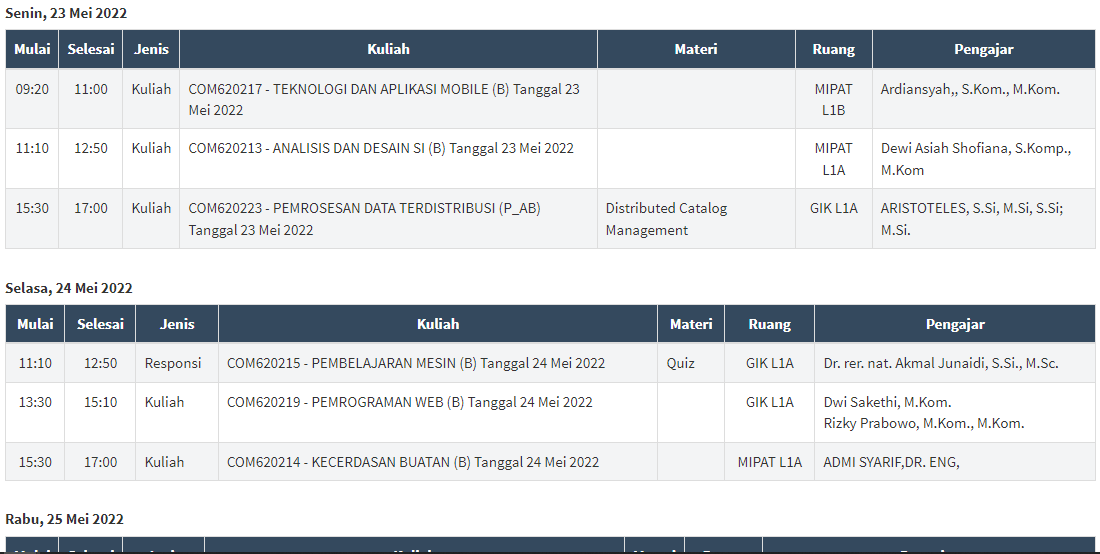 Senin, 23 Mei 2022
Mulai Selesai Jenis Kuliah Materi Ruang Pengajar
09:20 11:00 Kuliah COM620217 - TEKNOLOGI DAN APLIKASI MOBILE (B) Tanggal 23 MIPAT Ardiansyah,, S.Kom., M.Kom.
Mei 2022 L1B
11:10 12:50 Kuliah COM620213 - ANALISIS DAN DESAIN SI (B) Tanggal 23 Mei 2022 MIPAT Dewi Asiah Shofiana, S.Komp.,
L1A M.Kom
15:30 17:00 Kuliah COM620223 - PEMROSESAN DATA TERDISTRIBUSI (P_AB) Distributed Catalog GIK L1A ARISTOTELES, S.Si, M.Si, S.Si;
Tanggal 23 Mei 2022 Management M.Si.
Selasa, 24 Mei 2022
Mulai Selesai Jenis Kuliah Materi Ruang Pengajar
11:10 12:50 Responsi COM620215 - PEMBELAJARAN MESIN (B) Tanggal 24 Mei 2022 Quiz GIK L1A Dr. rer. nat. Akmal Junaidi, S.Si., M.Sc.
13:30 15:10 Kuliah COM620219 - PEMROGRAMAN WEB (B) Tanggal 24 Mei 2022 GIK L1A Dwi Sakethi, M.Kom.
Rizky Prabowo, M.Kom., M.Kom.
15:30 17:00 Kuliah COM620214 - KECERDASAN BUATAN (B) Tanggal 24 Mei 2022 MIPAT L1A ADMI SYARIF,DR. ENG,
Rabu, 25 Mei 2022